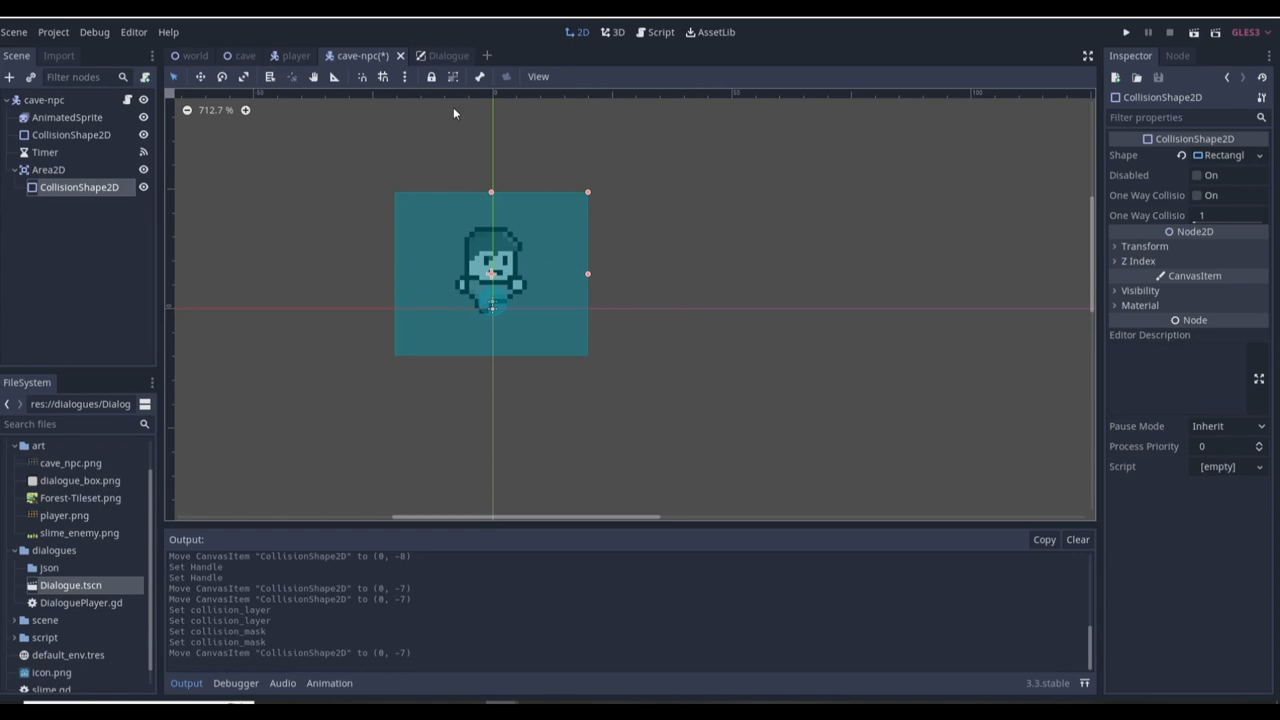 Scene Project Debug Editor Help
2D 3D Script AssetLib
GLES3
Scene Import
world cave player cave-npc(*) Dialogue
Inspector Node
Filter nodes
View
cave-npc
AnimatedSprite
CollisionShape2D
Timer
Area2D
CollisionShape2D
-50 0 50 100
712.7 %
0
FileSystem
res://dialogues/Dialog
Search files
art
cave_npc.png
dialogue_box.png
Forest-Tileset.png
player.png
slime_enemy.png
dialogues
json
Dialogue.tscn
DialoguePlayer.gd
scene
script
default_env.tres
icon.png
slime.gd
Output:
Copy Clear
Move CanvasItem "CollisionShape2D" to (0, -8)
Set Handle
Set Handle
Move CanvasItem "CollisionShape2D" to (0, -7)
Move CanvasItem "CollisionShape2D" to (0, -7)
Set collision_layer
Set collision_layer
Set collision_mask
Set collision_mask
Move CanvasItem "CollisionShape2D" to (0, -7)
Output Debugger Audio Animation
3.3.stable
CollisionShape2D
Filter properties
CollisionShape2D
Shape Rectangl
Disabled On
One Way Collisio On
One Way Collisio 1
Node2D
Transform
Z Index
CanvasItem
Visibility
Material
Node
Editor Description
Pause Mode Inherit
Process Priority 0
Script [empty]